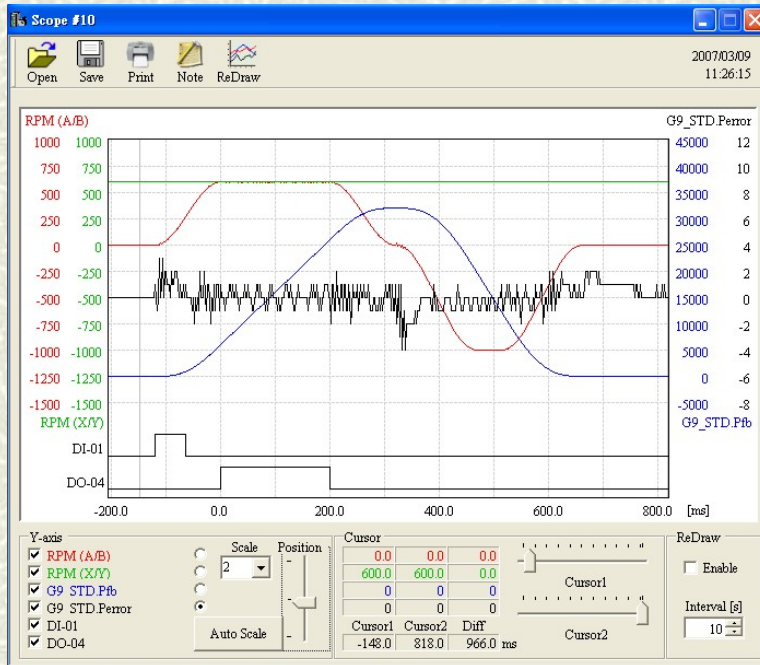 Scope #10
Open Save Print Note ReDraw
2007/03/09
11:26:15
RPM (A/B) G9_STD.Perror
1000 1000 45000 12
750 750 40000 10
500 500 35000 8
250 250 30000 6
0 0 25000 4
-250 -250 20000 2
-500 -500 15000 0
-750 -750 10000 -2
-1000 -1000 5000 -4
-1250 -1250 0 -6
-1500 -1500 -5000 -8
RPM (X/Y) G9_STD.Pfb
DI-01
DO-04
-200.0 0.0 200.0 400.0 600.0 800.0 [ms]
Y-axis
RPM (A/B)
RPM (X/Y)
G9 STD.Pfb
G9 STD.Perror
DI-01
DO-04
Scale
2
Position
Auto Scale
Cursor
0.0 0.0 0.0
600.0 600.0 0.0
0 0 0
0 0 0
Cursor1 Cursor2 Diff
-148.0 818.0 966.0 ms
Cursor1
Cursor2
ReDraw
Enable
Interval [s]
10